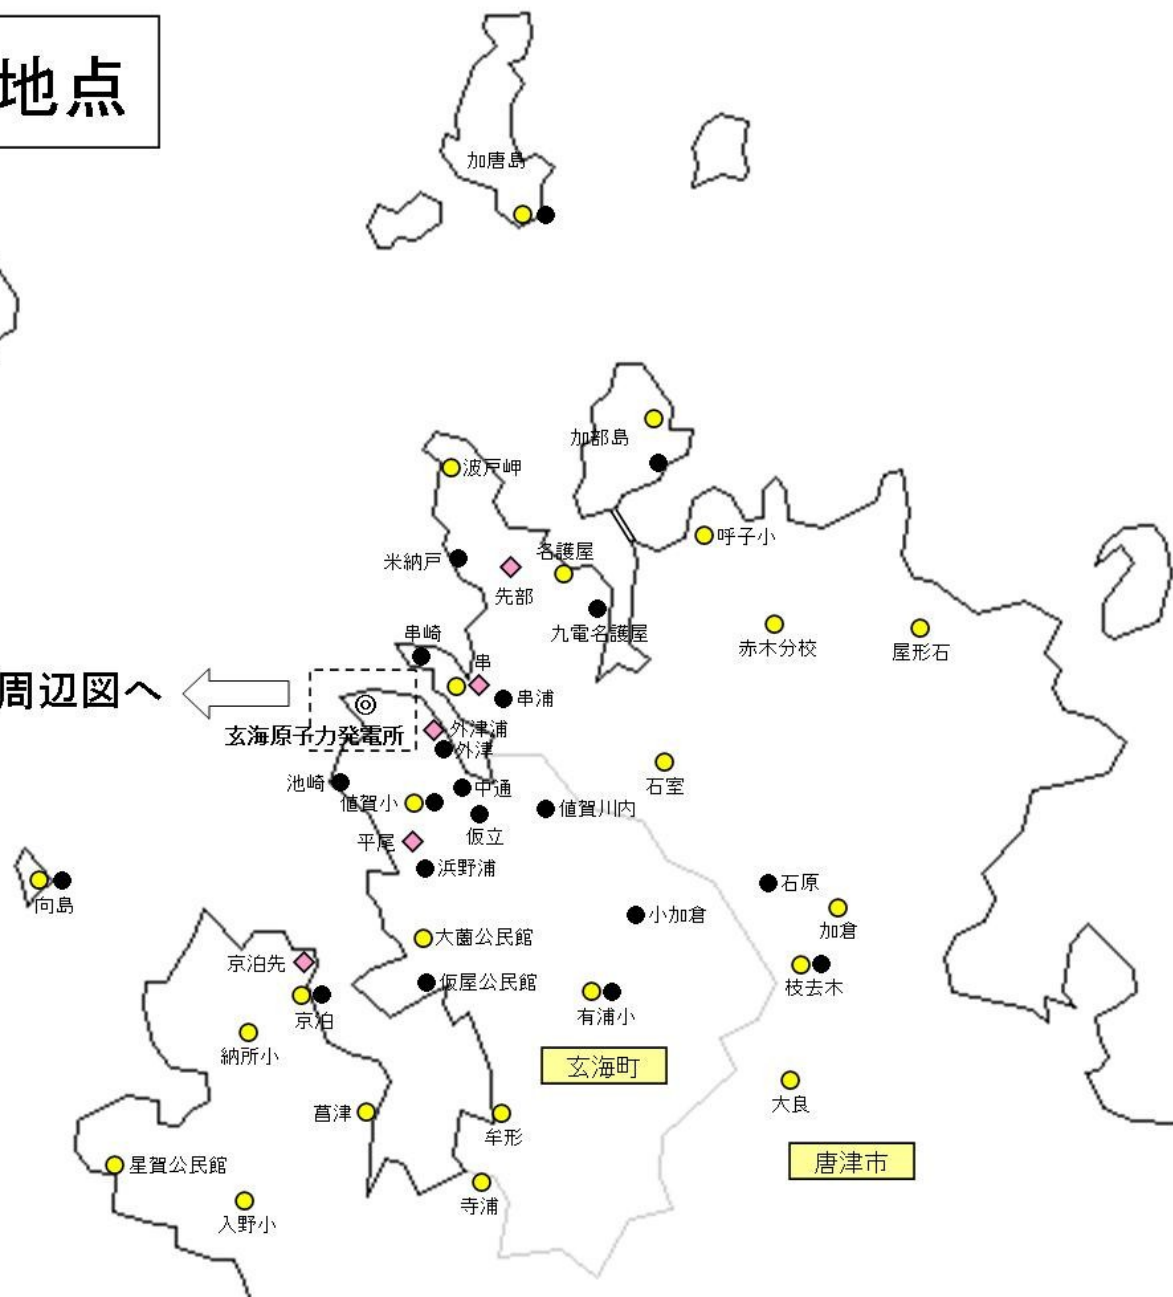 地点
加唐島
加部島
波戸岬
呼子小
名護屋
米納戸
先部
九電名護屋
串崎
赤木分校
屋形石
串
周辺図へ
串浦
外津浦
玄海原子力発電所
外津
石室
池崎
中通
値賀小
値賀川内
仮立
平尾
浜野浦
石原
向島
小加倉
加倉
大薗公民館
京泊先
仮屋公民館
枝去木
有浦小
京泊
納所小
玄海町
大良
菖津
牟形
唐津市
星賀公民館
寺浦
入野小